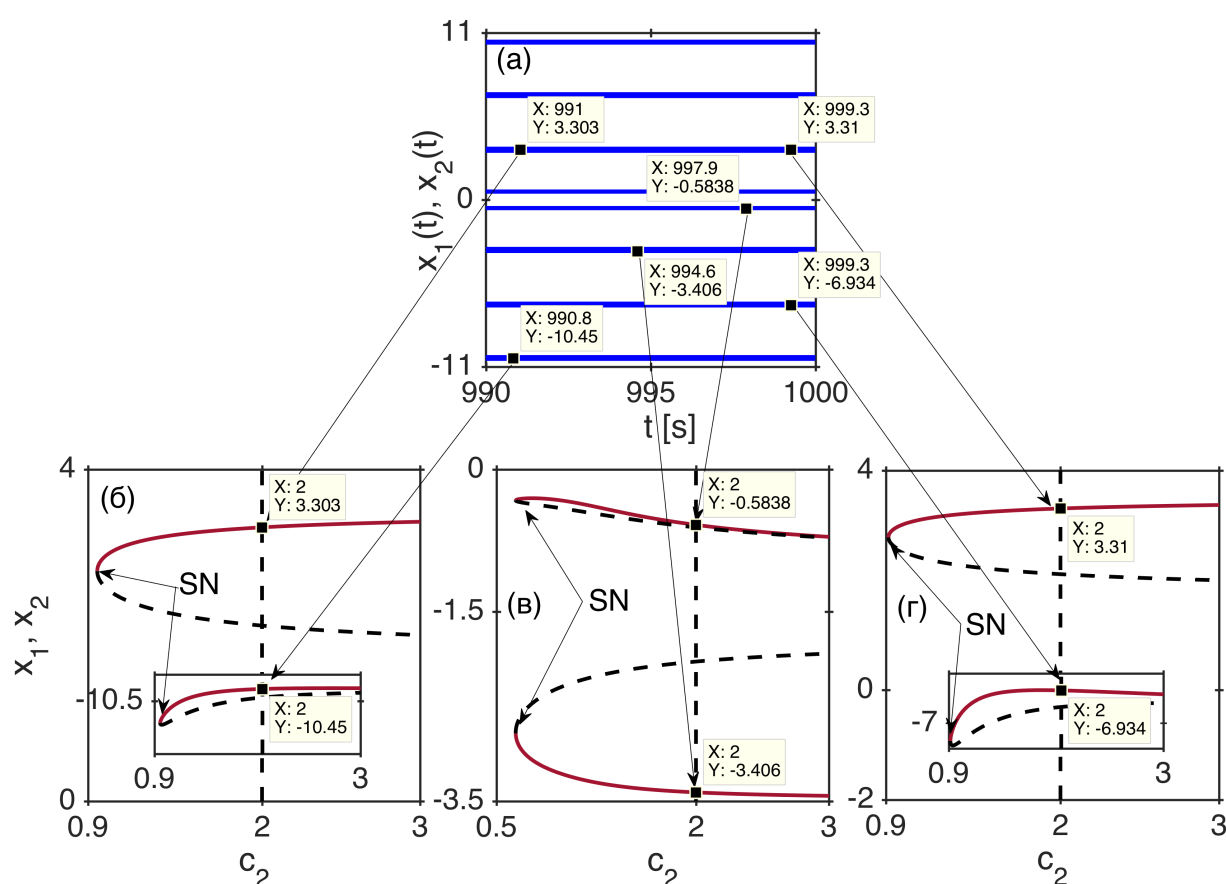 11
(а)
X: 991
Y: 3.303
X: 999.3
Y: 3.31
X: 997.9
Y: -0.5838
x₁(t), x₂(t)
0
X: 994.6
Y: -3.406
X: 999.3
Y: -6.934
X: 990.8
Y: -10.45
-11
990
995
1000
t [s]
4
(б)
X: 2
Y: 3.303
SN
x₁, x₂
-10.5
X: 2
Y: -10.45
0.9
3
0
0.9
2
3
c₂
0
X: 2
Y: -0.5838
-1.5
(в)
SN
X: 2
Y: -3.406
-3.5
0.5
2
3
c₂
4
X: 2
Y: 3.31
(г)
SN
0
-7
X: 2
Y: -6.934
0.9
3
-2
0.9
2
3
c₂